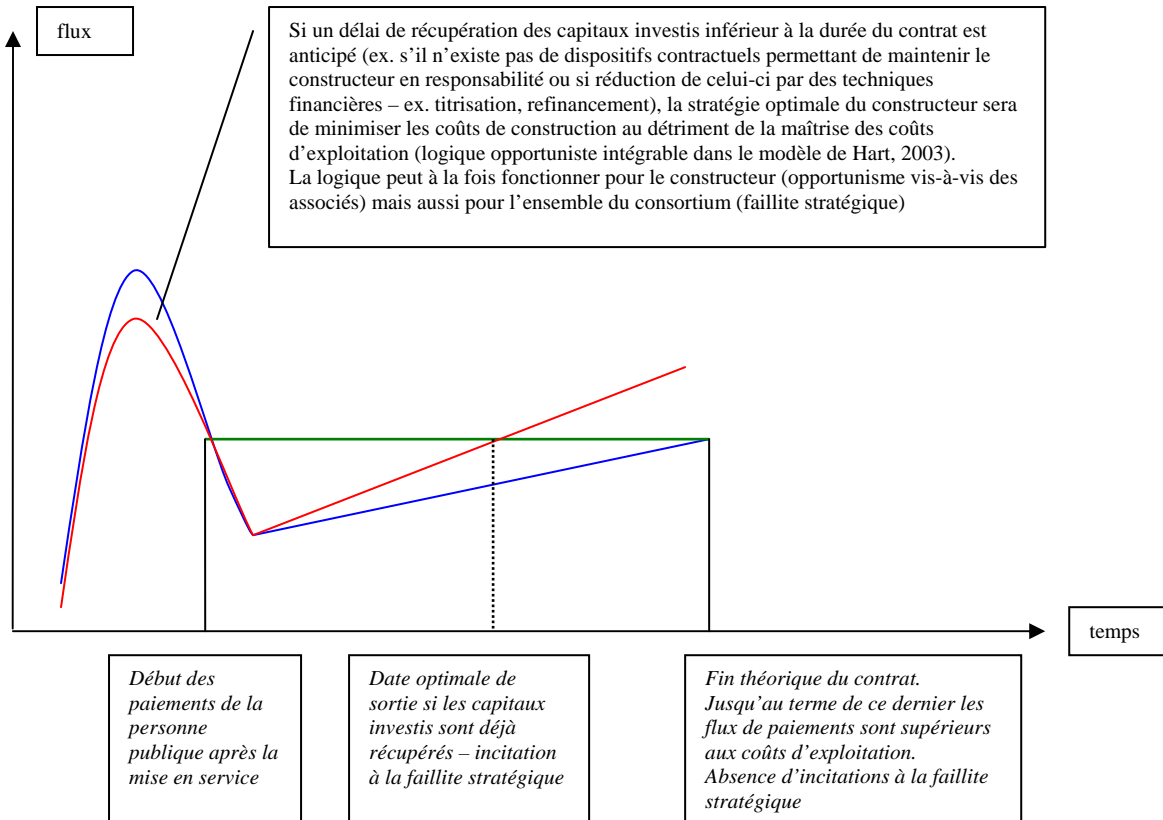 flux
Si un délai de récupération des capitaux investis inférieur à la durée du contrat est
anticipé (ex. s’il n’existe pas de dispositifs contractuels permettant de maintenir le
constructeur en responsabilité ou si réduction de celui-ci par des techniques
financières – ex. titrisation, refinancement), la stratégie optimale du constructeur sera
de minimiser les coûts de construction au détriment de la maîtrise des coûts
d’exploitation (logique opportuniste intégrable dans le modèle de Hart, 2003).
La logique peut à la fois fonctionner pour le constructeur (opportunisme vis-à-vis des
associés) mais aussi pour l’ensemble du consortium (faillite stratégique)
temps
Début des
paiements de la
personne
publique après la
mise en service
Date optimale de
sortie si les capitaux
investis sont déjà
récupérés – incitation
à la faillite stratégique
Fin théorique du contrat.
Jusqu’au terme de ce dernier les
flux de paiements sont supérieurs
aux coûts d’exploitation.
Absence d’incitations à la faillite
stratégique